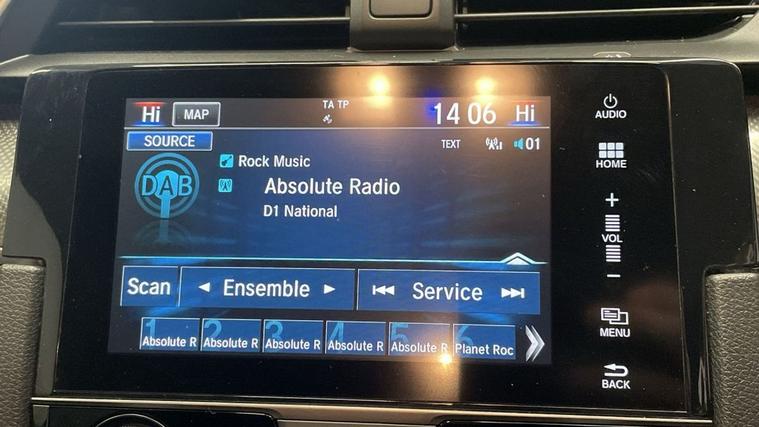 Hi MAP TA TP 14 06 Hi
SOURCE TEXT 01
DAB Rock Music
Absolute Radio
D1 National
Scan Ensemble Service
1 2 3 4 5 6
Absolute R Absolute R Absolute R Absolute R Absolute R Planet Roc
AUDIO
HOME
+
VOL
−
MENU
BACK